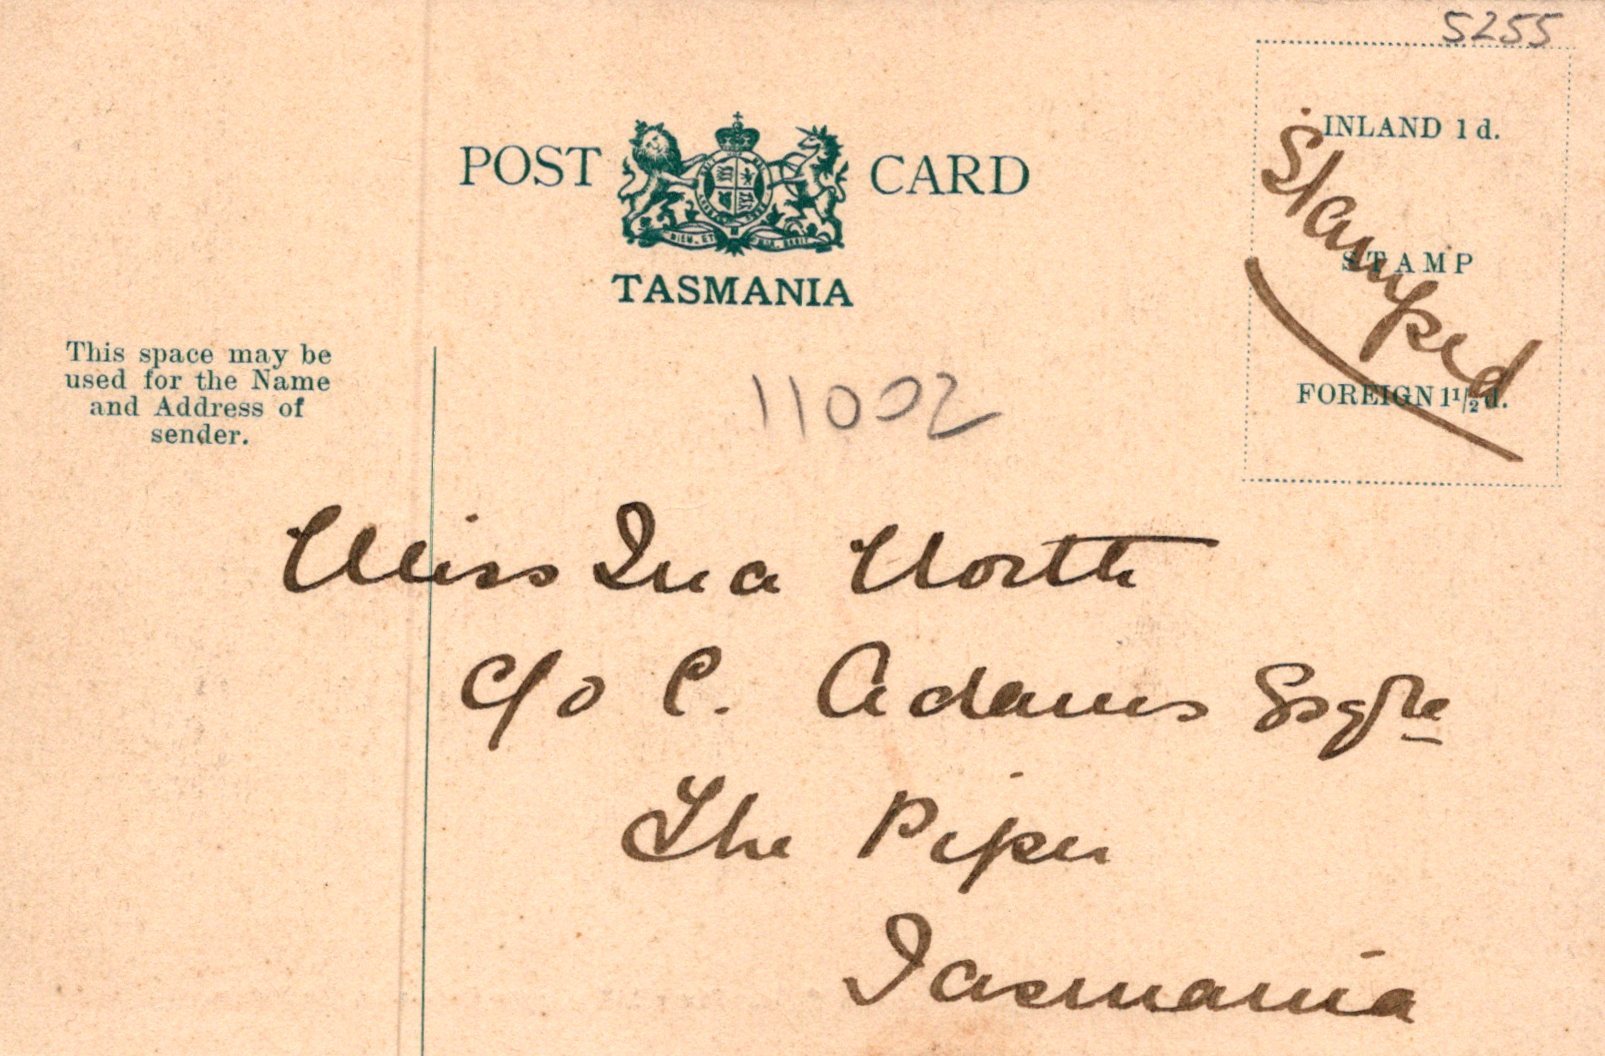 5255
INLAND 1d.
Stamped
STAMP
FOREIGN 1½d.
POST CARD
TASMANIA
This space may be
used for the Name
and Address of
sender.
11002
Miss Ina North
c/o C. Adams Esqre
The Piper
Tasmania